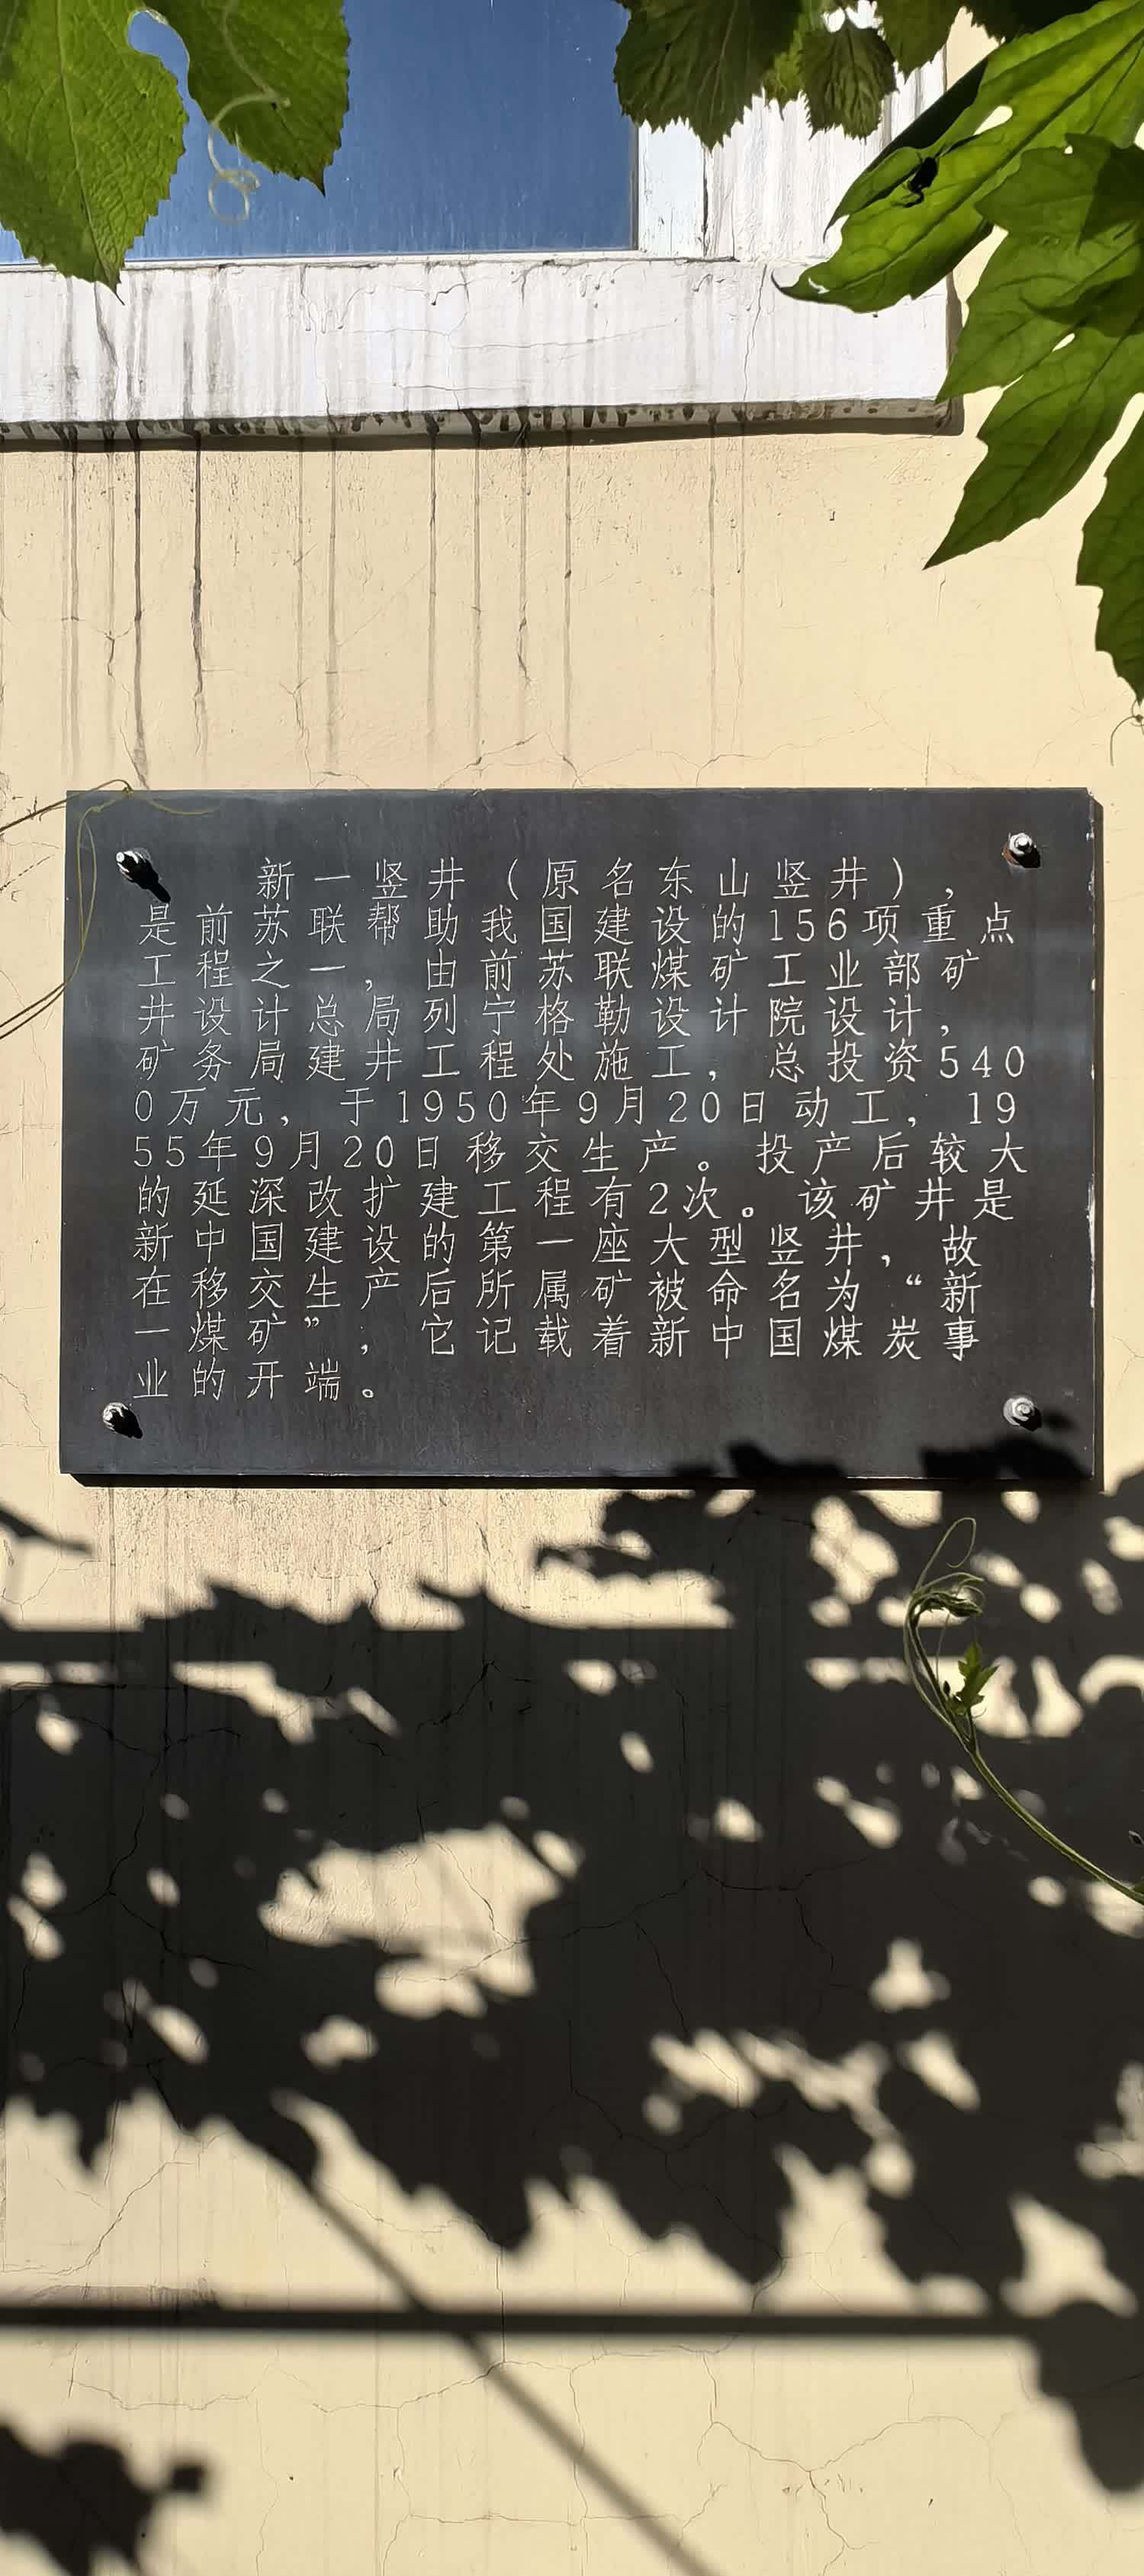 新一竖井（原名东山竖井），
是前苏联帮助我国建设的156项重点
工程之一，由前苏联煤矿工业部矿
井设计总局列宁格勒设计院设计，
矿务局建井工程处施工，总投资540
0万元，于1950年9月20日动工，19
55年9月20日移交生产。投产后较大
的延深改扩建工程有2次。该矿井是
新中国建设的第一座大型竖井，故
在移交生产后所属矿被命名为“新
一煤矿”，它记载着新中国煤炭事
业的开端。